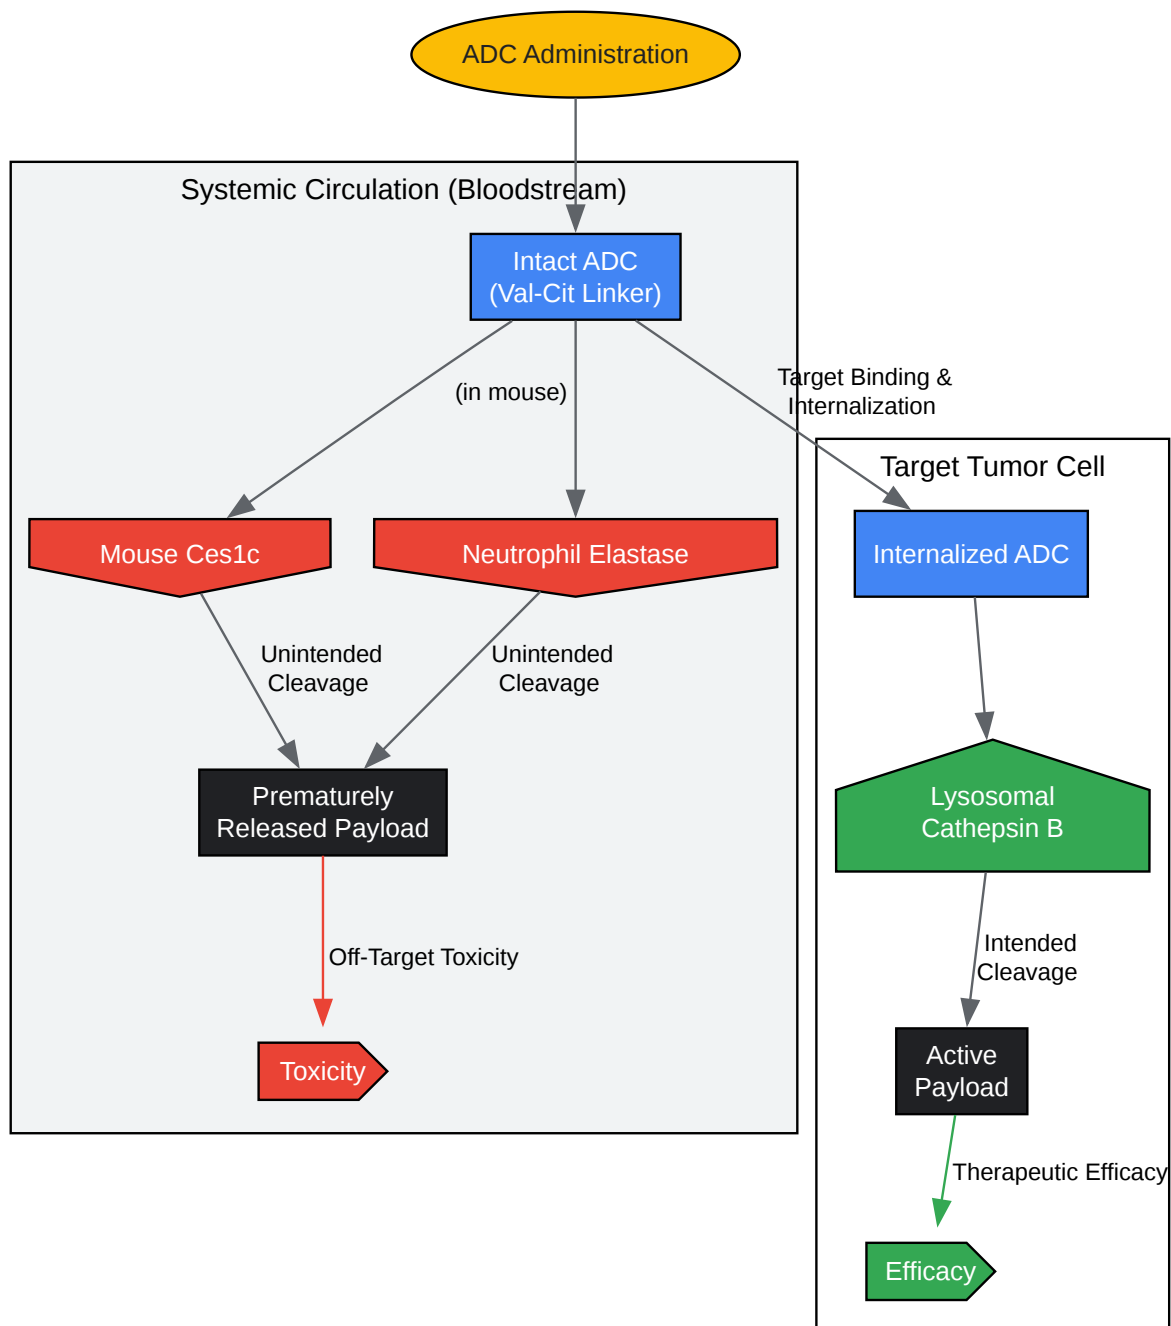 ADC Administration
Systemic Circulation (Bloodstream)
Intact ADC
(Val-Cit Linker)
(in mouse)
Target Binding &
Internalization
Target Tumor Cell
Mouse Ces1c
Neutrophil Elastase
Internalized ADC
Unintended
Cleavage
Unintended
Cleavage
Prematurely
Released Payload
Lysosomal
Cathepsin B
Off-Target Toxicity
Intended
Cleavage
Toxicity
Active
Payload
Therapeutic Efficacy
Efficacy